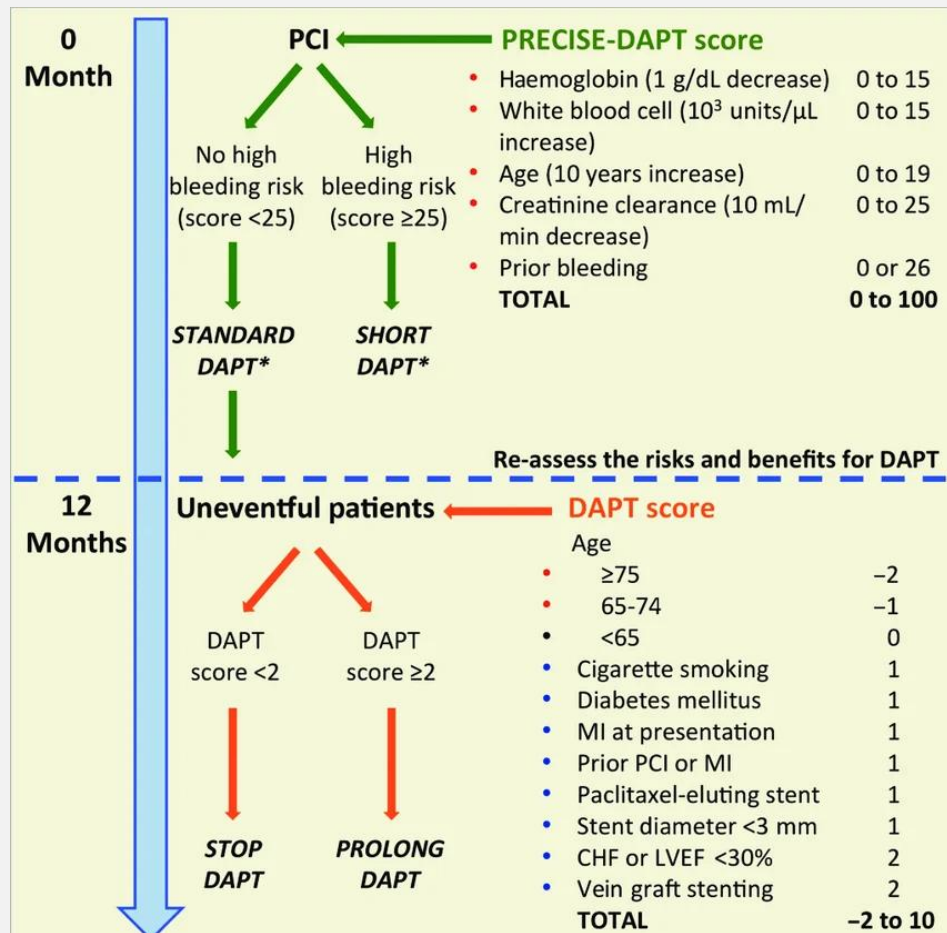 0
Month
PCI
PRECISE-DAPT score
• Haemoglobin (1 g/dL decrease) 0 to 15
• White blood cell (10³ units/µL 0 to 15
increase)
• Age (10 years increase) 0 to 19
• Creatinine clearance (10 mL/ 0 to 25
min decrease)
• Prior bleeding 0 or 26
TOTAL 0 to 100
No high
bleeding risk
(score <25)
High
bleeding risk
(score ≥25)
STANDARD
DAPT*
SHORT
DAPT*
Re-assess the risks and benefits for DAPT
12
Months
Uneventful patients
DAPT score
Age
• ≥75 −2
• 65-74 −1
• <65 0
• Cigarette smoking 1
• Diabetes mellitus 1
• MI at presentation 1
• Prior PCI or MI 1
• Paclitaxel-eluting stent 1
• Stent diameter <3 mm 1
• CHF or LVEF <30% 2
• Vein graft stenting 2
TOTAL −2 to 10
DAPT
score <2
DAPT
score ≥2
STOP
DAPT
PROLONG
DAPT